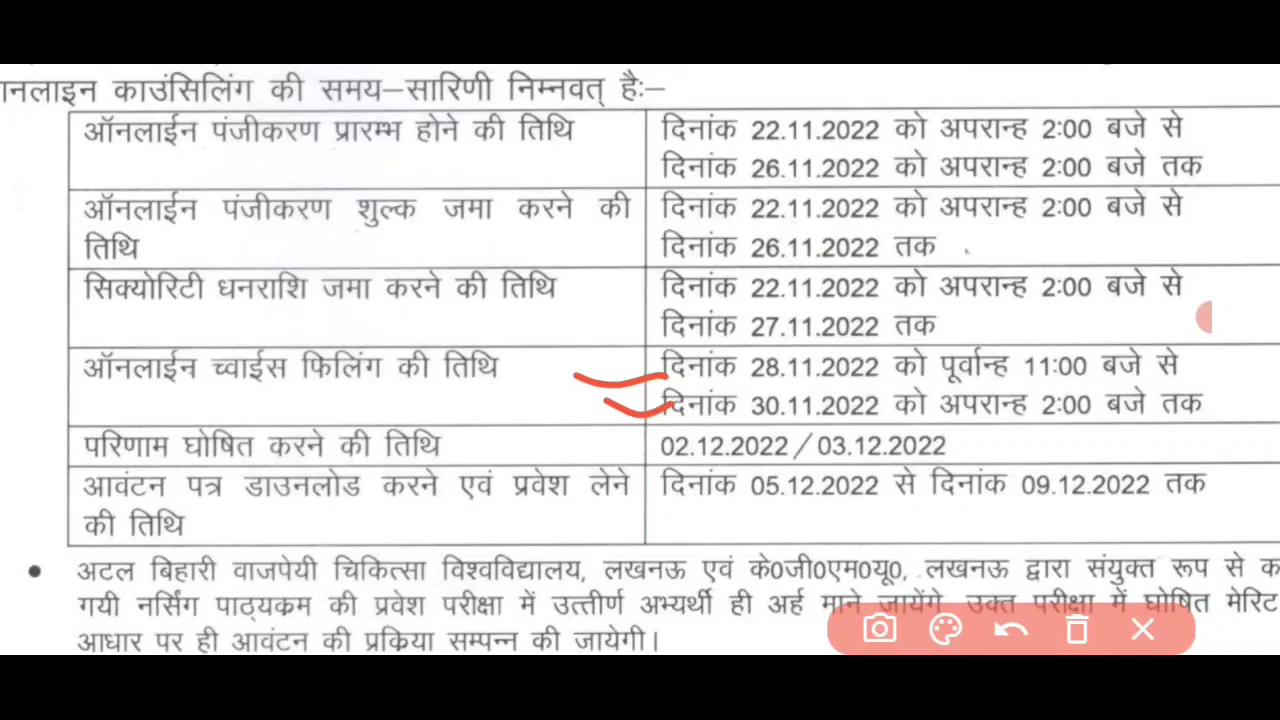 नलाइन काउंसिलिंग की समय–सारिणी निम्नवत् हैः–
ऑनलाईन पंजीकरण प्रारम्भ होने की तिथि
दिनांक 22.11.2022 को अपरान्ह 2:00 बजे से
दिनांक 26.11.2022 को अपरान्ह 2:00 बजे तक
ऑनलाईन पंजीकरण शुल्क जमा करने की
तिथि
दिनांक 22.11.2022 को अपरान्ह 2:00 बजे से
दिनांक 26.11.2022 तक
सिक्योरिटी धनराशि जमा करने की तिथि
दिनांक 22.11.2022 को अपरान्ह 2:00 बजे से
दिनांक 27.11.2022 तक
ऑनलाईन च्वाईस फिलिंग की तिथि
दिनांक 28.11.2022 को पूर्वान्ह 11:00 बजे से
दिनांक 30.11.2022 को अपरान्ह 2:00 बजे तक
परिणाम घोषित करने की तिथि
02.12.2022 / 03.12.2022
आवंटन पत्र डाउनलोड करने एवं प्रवेश लेने
की तिथि
दिनांक 05.12.2022 से दिनांक 09.12.2022 तक
• अटल बिहारी वाजपेयी चिकित्सा विश्वविद्यालय, लखनऊ एवं के0जी0एम0यू0, लखनऊ द्वारा संयुक्त रूप से क
गयी नर्सिंग पाठ्यक्रम की प्रवेश परीक्षा में उत्तीर्ण अभ्यर्थी ही अर्ह माने जायेंगे उक्त परीक्षा में घोषित मेरिट
आधार पर ही आवंटन की प्रक्रिया सम्पन्न की जायेगी।